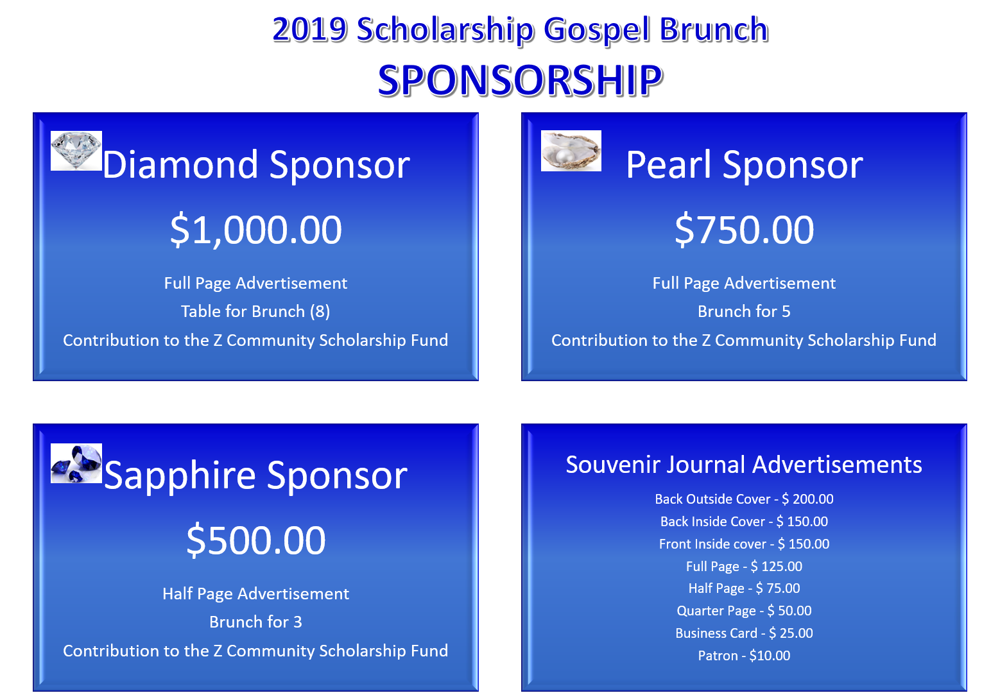 2019 Scholarship Gospel Brunch
SPONSORSHIP
Diamond Sponsor
$1,000.00
Full Page Advertisement
Table for Brunch (8)
Contribution to the Z Community Scholarship Fund
Pearl Sponsor
$750.00
Full Page Advertisement
Brunch for 5
Contribution to the Z Community Scholarship Fund
Sapphire Sponsor
$500.00
Half Page Advertisement
Brunch for 3
Contribution to the Z Community Scholarship Fund
Souvenir Journal Advertisements
Back Outside Cover - $ 200.00
Back Inside Cover - $ 150.00
Front Inside cover - $ 150.00
Full Page - $ 125.00
Half Page - $ 75.00
Quarter Page - $ 50.00
Business Card - $ 25.00
Patron - $10.00